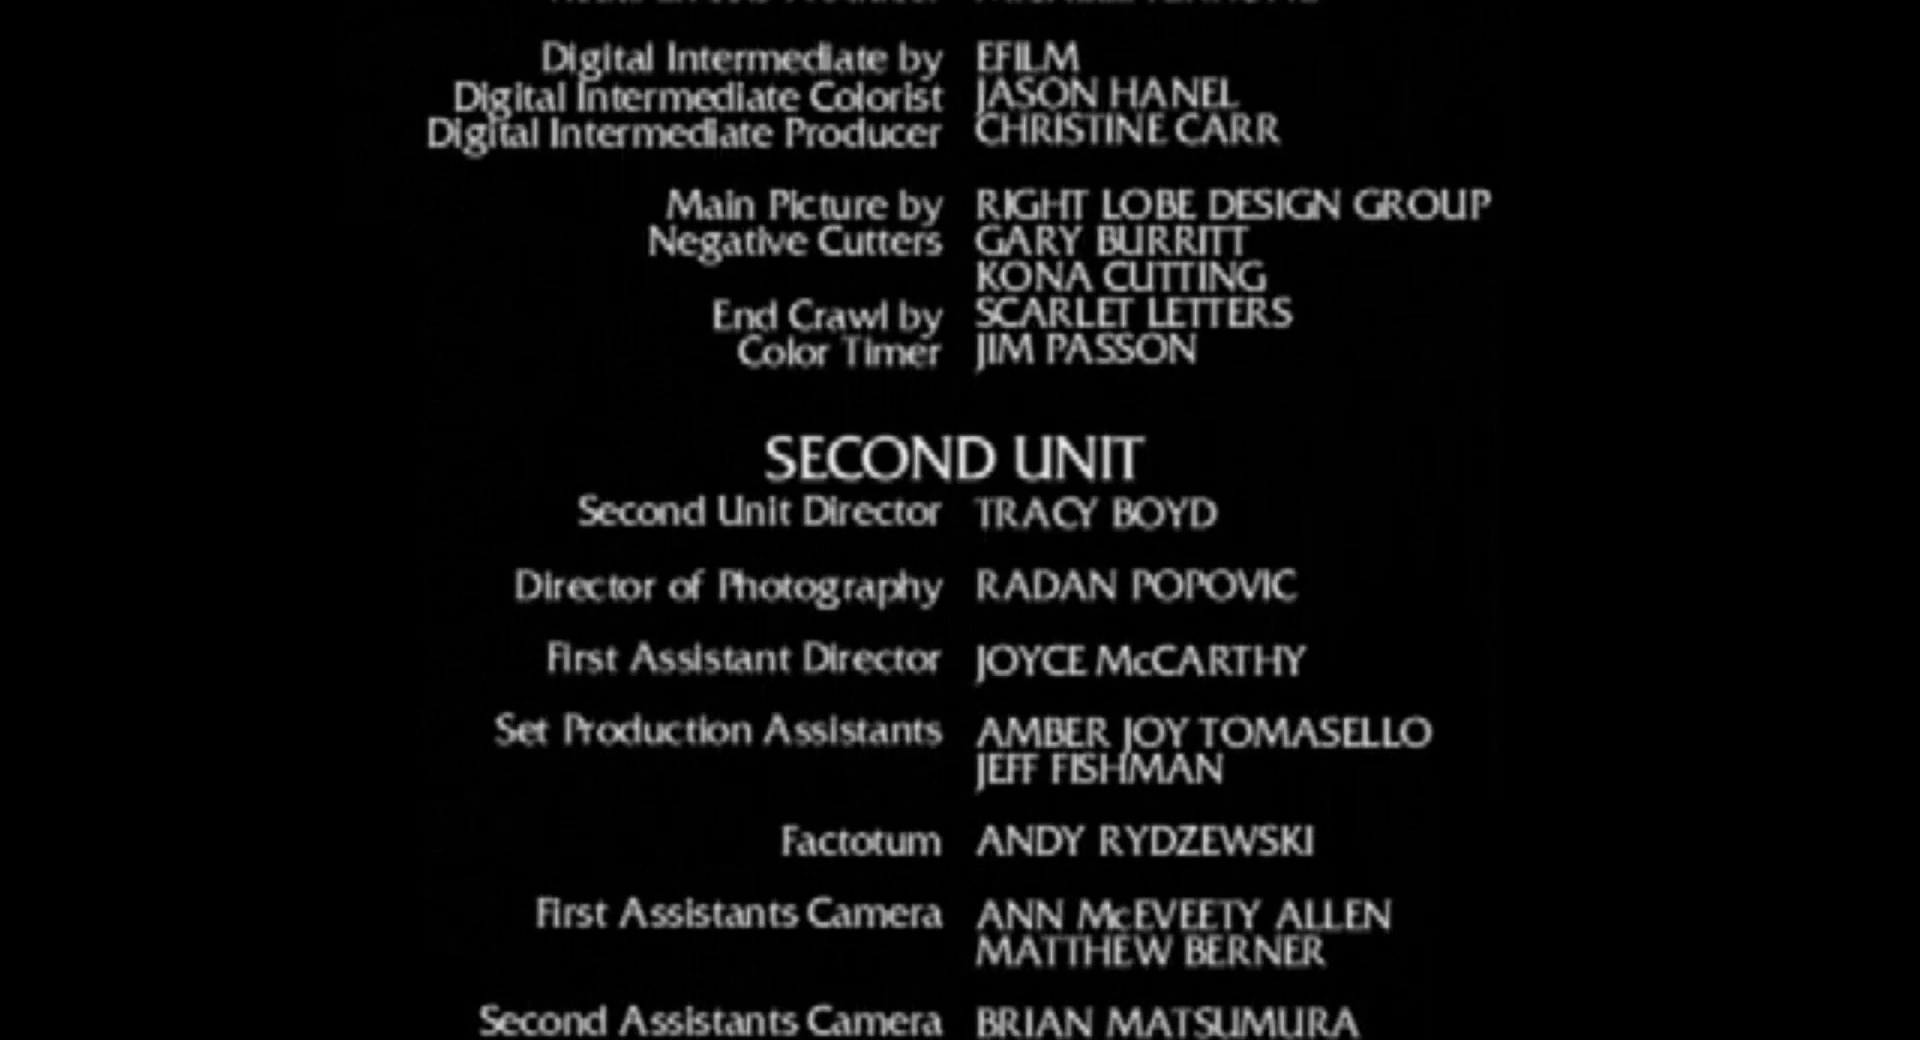 Digital Intermediate by EFILM
Digital Intermediate Colorist JASON HANEL
Digital Intermediate Producer CHRISTINE CARR
Main Picture by RIGHT LOBE DESIGN GROUP
Negative Cutters GARY BURRITT
KONA CUTTING
End Crawl by SCARLET LETTERS
Color Timer JIM PASSON
SECOND UNIT
Second Unit Director TRACY BOYD
Director of Photography RADAN POPOVIC
First Assistant Director JOYCE McCARTHY
Set Production Assistants AMBER JOY TOMASELLO
JEFF FISHMAN
Factotum ANDY RYDZEWSKI
First Assistants Camera ANN McEVEETY ALLEN
MATTHEW BERNER
Second Assistants Camera BRIAN MATSUMURA